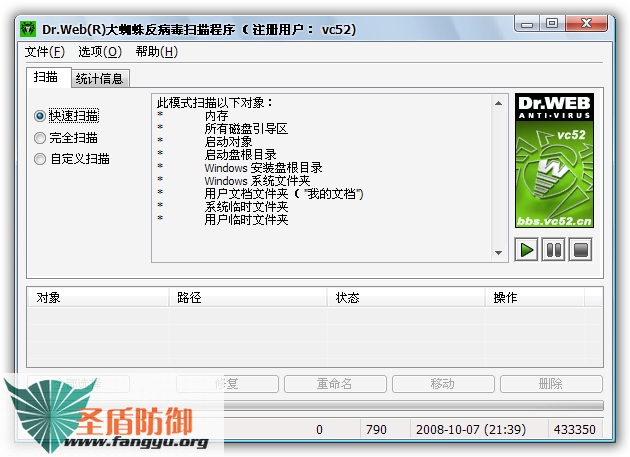 Dr.Web(R)大蜘蛛反病毒扫描程序 ( 注册用户： vc52)
文件(F) 选项(O) 帮助(H)
扫描 统计信息
快速扫描
完全扫描
自定义扫描
此模式扫描以下对象：
* 内存
* 所有磁盘引导区
* 启动对象
* 启动盘根目录
* Windows 安装盘根目录
* Windows 系统文件夹
* 用户文档文件夹 ( "我的文档")
* 系统临时文件夹
* 用户临时文件夹
Dr.WEB
ANTI-VIRUS
vc52
bbs.vc52.cn
对象 路径 状态 操作
修复 重命名 移动 删除
圣盾防御
www.fangyu.org
0 790 2008-10-07 (21:39) 433350